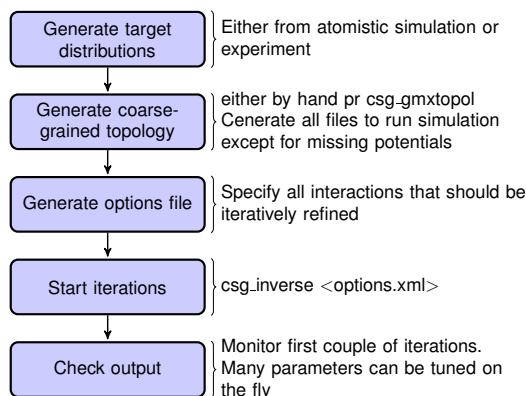 Generate target
distributions
Either from atomistic simulation or
experiment
Generate coarse-
grained topology
either by hand pr csg_gmxtopol
Cenerate all files to run simulation
except for missing potentials
Generate options file
Specify all interactions that should be
iteratively refined
Start iterations
csg_inverse <options.xml>
Check output
Monitor first couple of iterations.
Many parameters can be tuned on
the fly